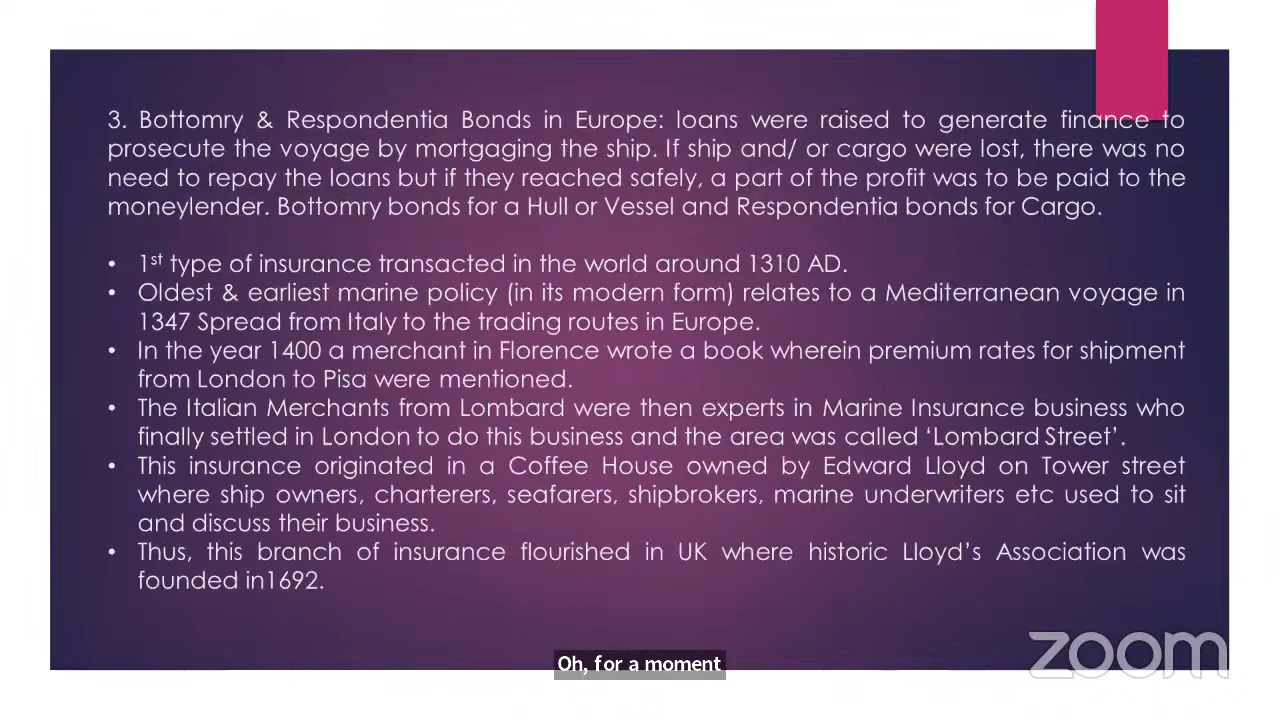 3. Bottomry & Respondentia Bonds in Europe: loans were raised to generate finance to
prosecute the voyage by mortgaging the ship. If ship and/ or cargo were lost, there was no
need to repay the loans but if they reached safely, a part of the profit was to be paid to the
moneylender. Bottomry bonds for a Hull or Vessel and Respondentia bonds for Cargo.
• 1st type of insurance transacted in the world around 1310 AD.
• Oldest & earliest marine policy (in its modern form) relates to a Mediterranean voyage in
1347 Spread from Italy to the trading routes in Europe.
• In the year 1400 a merchant in Florence wrote a book wherein premium rates for shipment
from London to Pisa were mentioned.
• The Italian Merchants from Lombard were then experts in Marine Insurance business who
finally settled in London to do this business and the area was called ‘Lombard Street’.
• This insurance originated in a Coffee House owned by Edward Lloyd on Tower street
where ship owners, charterers, seafarers, shipbrokers, marine underwriters etc used to sit
and discuss their business.
• Thus, this branch of insurance flourished in UK where historic Lloyd’s Association was
founded in1692.
zoom
Oh, for a moment